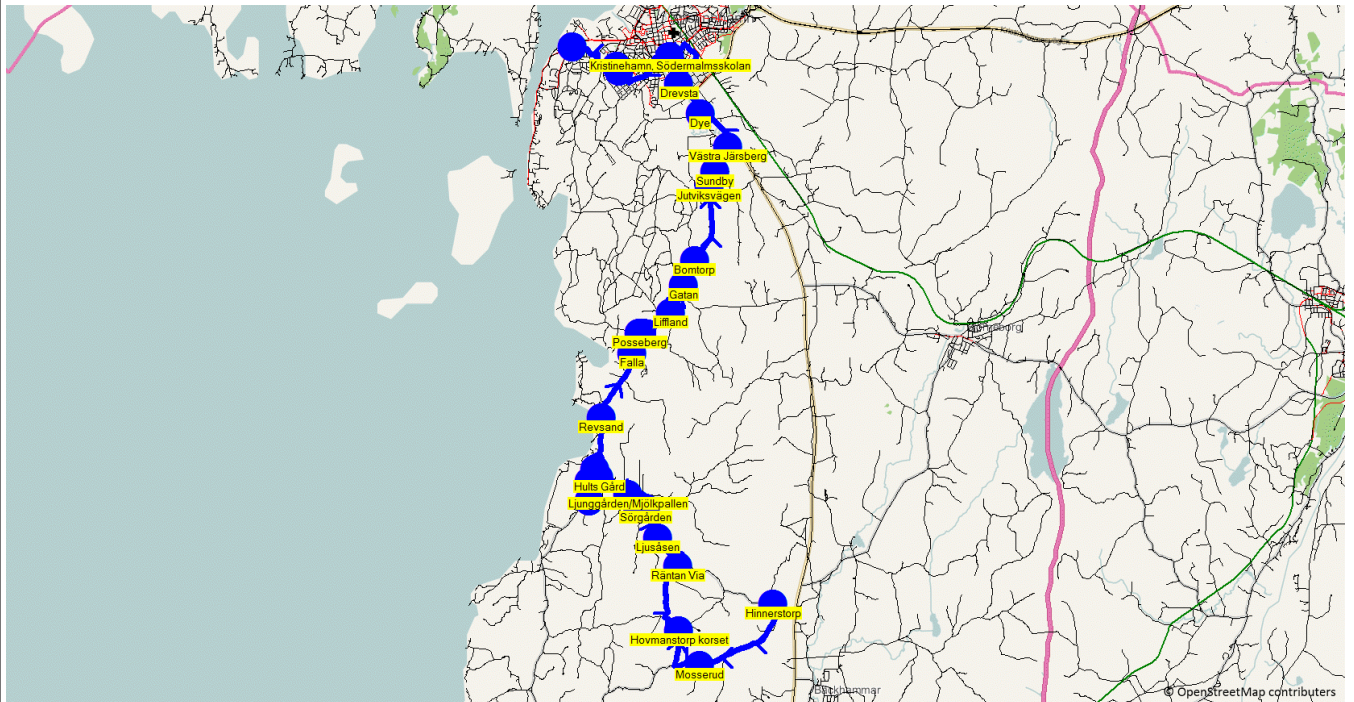 Kristinehamn, Södermalmsskolan
Drevsta
Dye
Västra Järsberg
Sundby
Jutviksvägen
Bomtorp
Gatan
Liffland
Posseberg
Falla
Revsand
Hults Gård
Ljunggården/Mjölkpallen
Sörgården
Ljusåsen
Räntan Via
Hinnerstorp
Hovmanstorp korset
Mosserud
Bäckhammar
© OpenStreetMap contributors